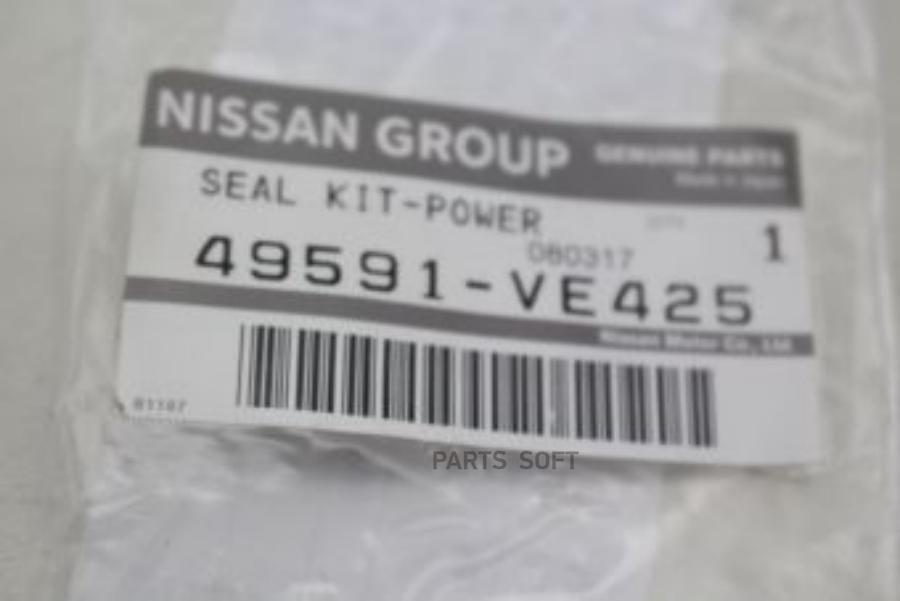 NISSAN GROUP GENUINE PARTS
Made in Japan
SEAL KIT-POWER QTY 1
080317
49591-VE425
Nissan Motor Co., Ltd.
PARTS SOFT